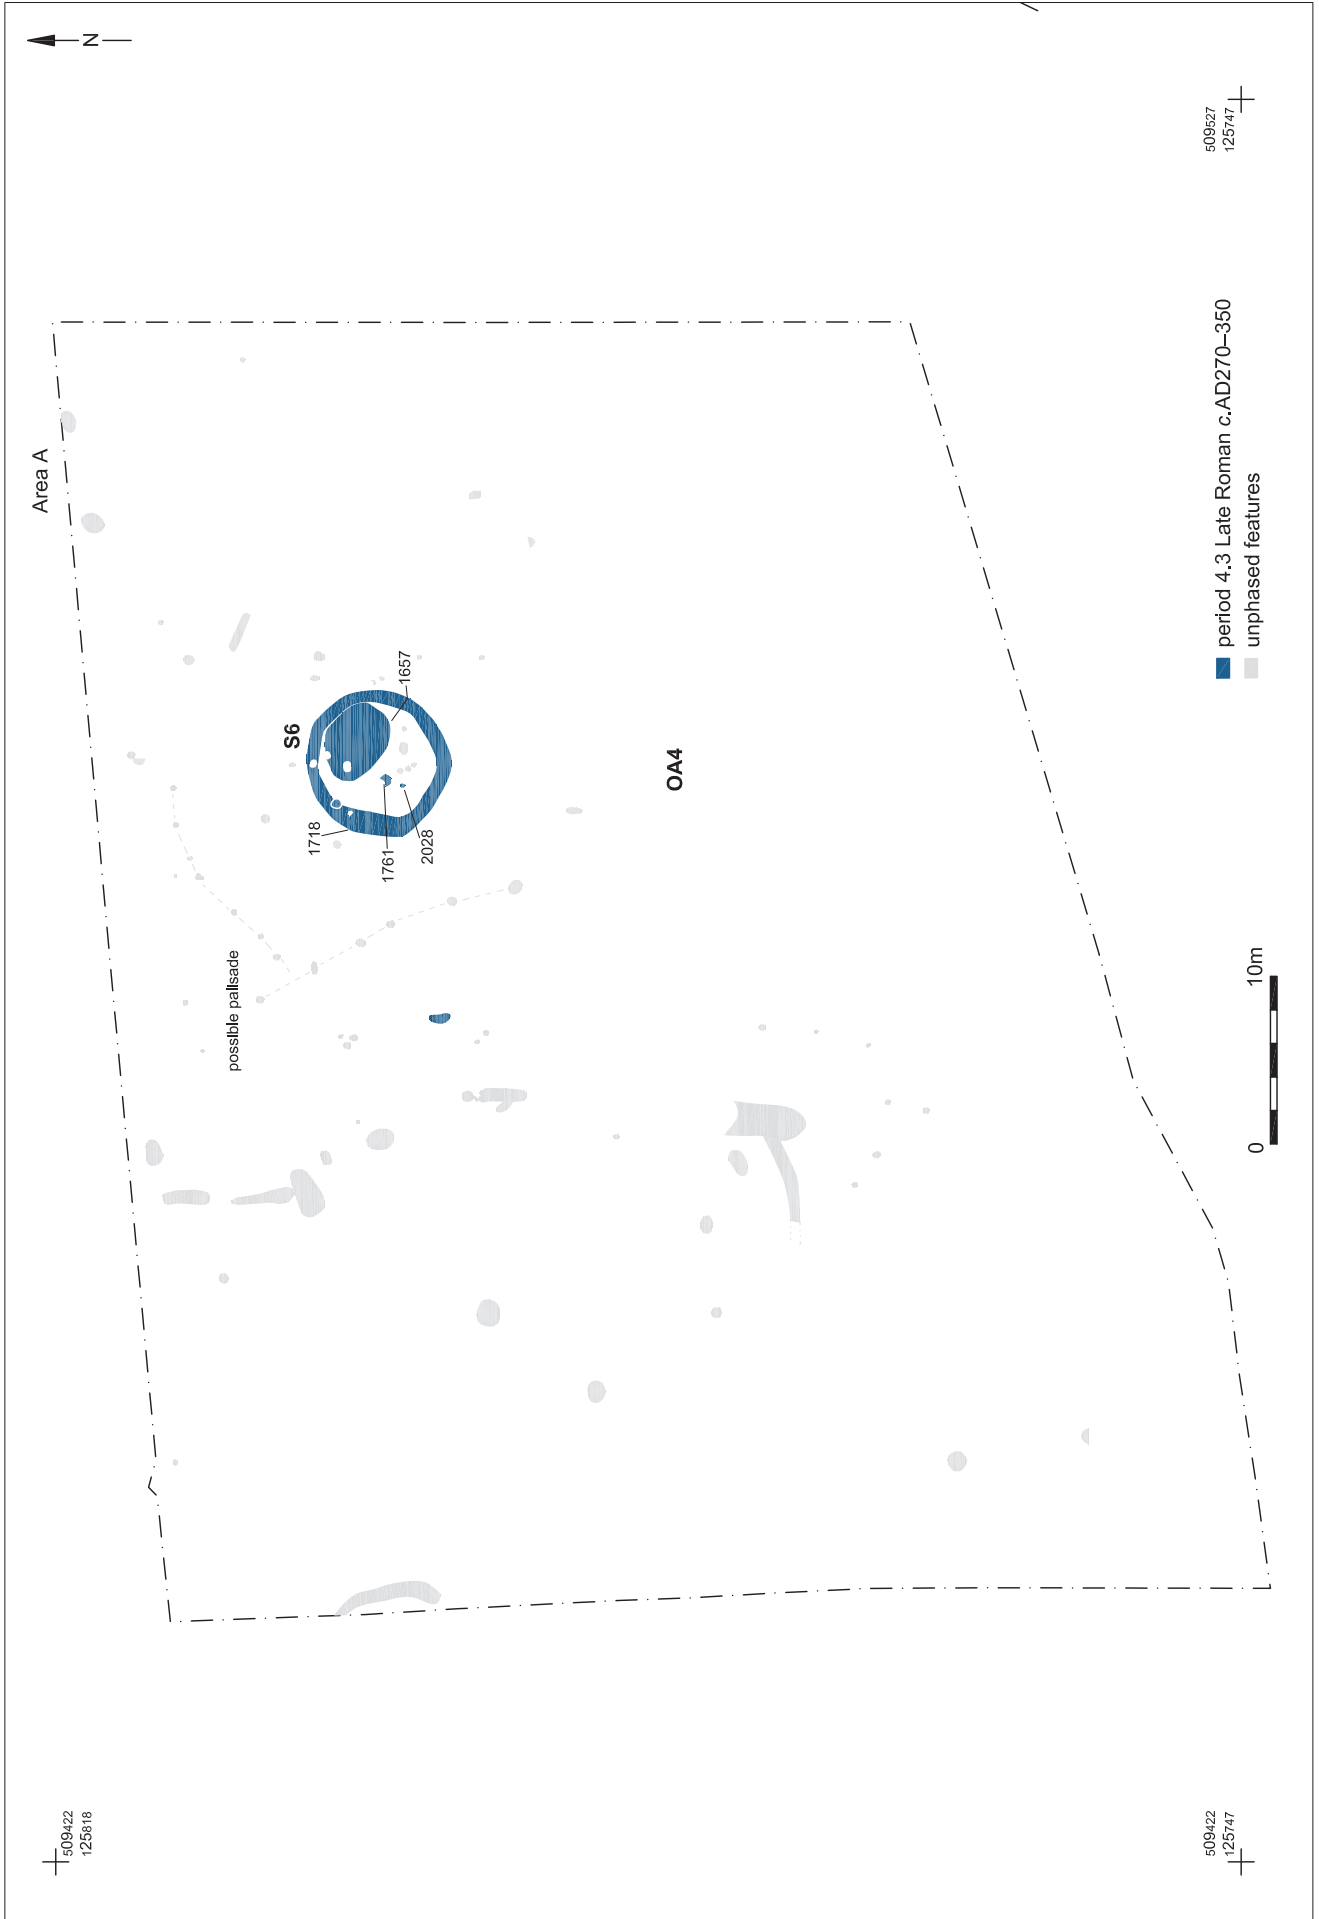 N
Area A
509527
125747
S6
1657
1718
1761
2028
OA4
possible palisade
period 4.3 Late Roman c.AD270–350
unphased features
0 10m
509422
125818
509422
125747